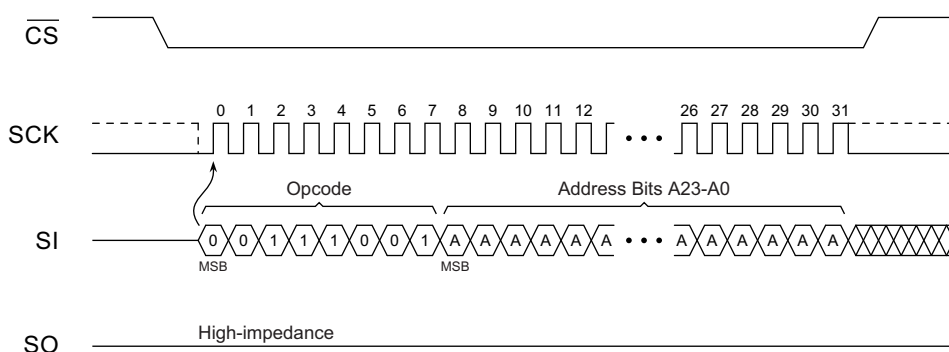 CS
0 1 2 3 4 5 6 7 8 9 10 11 12 26 27 28 29 30 31
SCK
Opcode Address Bits A23-A0
SI 0 0 1 1 1 0 0 1 A A A A A A A A A A A A
MSB MSB
High-impedance
SO